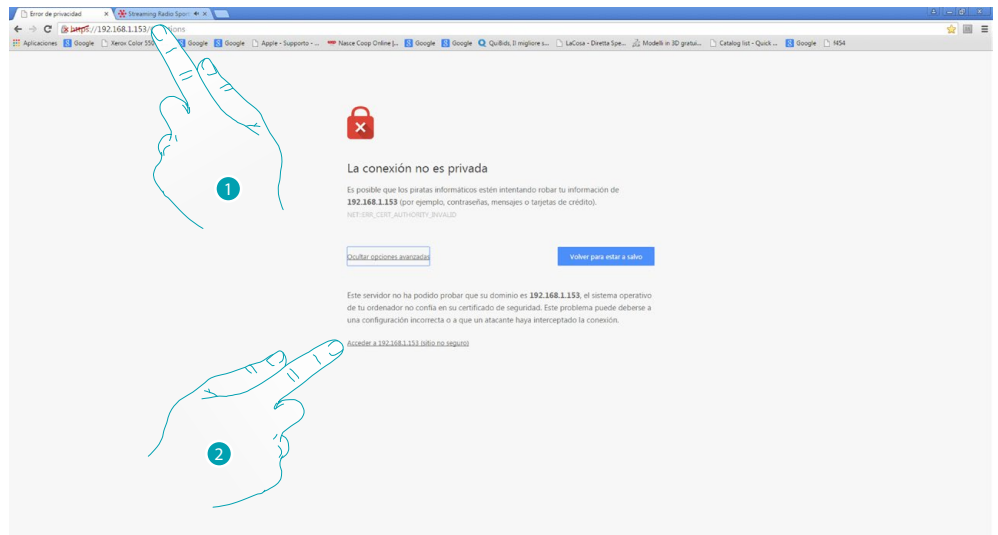 Error de privacidad
Streaming Radio Sport
https://192.168.1.153/
Aplicaciones Google Xerox Color 550 Google Google Apple - Supporto - ... Nasce Coop Online |... Google Google QuiBids, Il migliore s... LaCosa - Diretta Spe... Modelli in 3D gratui... Catalog list - Quick ... Google f454
La conexión no es privada
Es posible que los piratas informáticos estén intentando robar tu información de
192.168.1.153 (por ejemplo, contraseñas, mensajes o tarjetas de crédito).
NET::ERR_CERT_AUTHORITY_INVALID
1
Ocultar opciones avanzadas
Volver para estar a salvo
Este servidor no ha podido probar que su dominio es 192.168.1.153, el sistema operativo
de tu ordenador no confía en su certificado de seguridad. Este problema puede deberse a
una configuración incorrecta o a que un atacante haya interceptado la conexión.
Acceder a 192.168.1.153 (sitio no seguro)
2